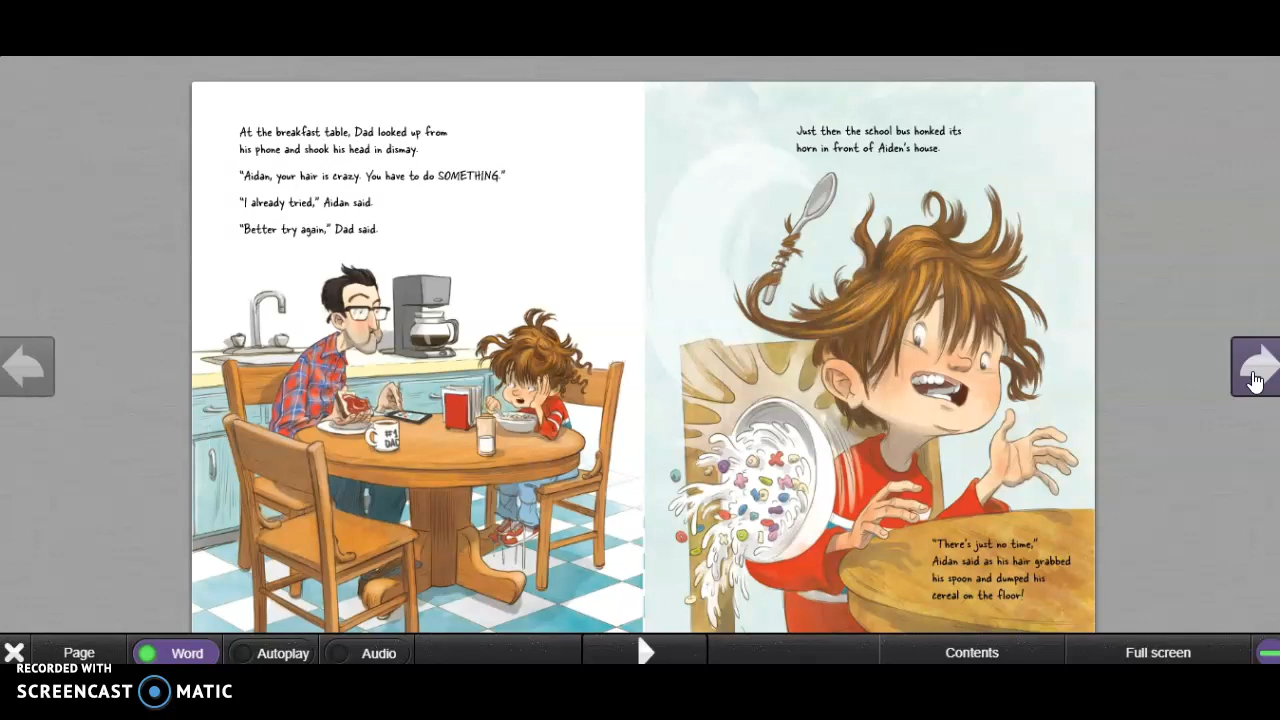 At the breakfast table, Dad looked up from
his phone and shook his head in dismay.
"Aidan, your hair is crazy. You have to do SOMETHING."
"I already tried," Aidan said.
"Better try again," Dad said.
#1
DAD
Just then the school bus honked its
horn in front of Aiden's house.
"There's just no time,"
Aidan said as his hair grabbed
his spoon and dumped his
cereal on the floor!
Page
Word
Autoplay
Audio
Contents
Full screen
RECORDED WITH
SCREENCAST MATIC